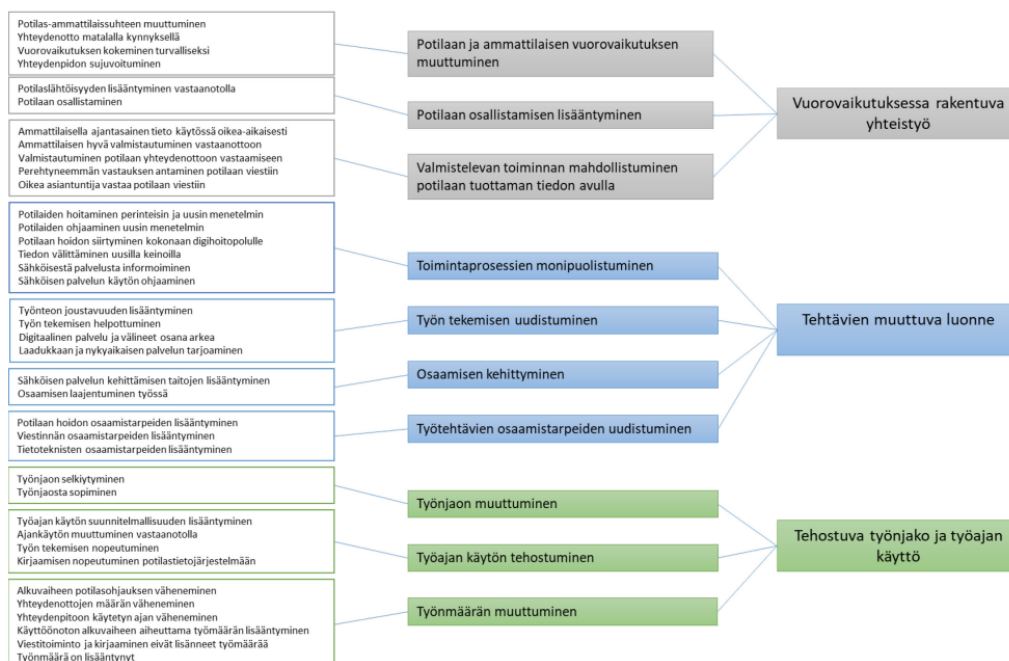 Potilas-ammattilaissuhteen muuttuminen
Yhteydenotto matalalla kynnyksellä
Vuorovaikutuksen kokeminen turvalliseksi
Yhteydenpidon sujuvoituminen
Potilaan ja ammattilaisen vuorovaikutuksen
muuttuminen
Potilaslähtöisyyden lisääntyminen vastaanotolla
Potilaan osallistaminen
Potilaan osallistamisen lisääntyminen
Ammattilaisella ajantasainen tieto käytössä oikea-aikaisesti
Ammattilaisen hyvä valmistautuminen vastaanottoon
Valmistautuminen potilaan yhteydenottoon vastaamiseen
Perehtyneemmän vastauksen antaminen potilaan viestiin
Oikea asiantuntija vastaa potilaan viestiin
Valmistelevan toiminnan mahdollistuminen
potilaan tuottaman tiedon avulla
Vuorovaikutuksessa rakentuva
yhteistyö
Potilaiden hoitaminen perinteisin ja uusin menetelmin
Potilaiden ohjaaminen uusin menetelmin
Potilaan hoidon siirtyminen kokonaan digihoitopolulle
Tiedon välittäminen uusilla keinoilla
Sähköisestä palvelusta informoiminen
Sähköisen palvelun käytön ohjaaminen
Toimintaprosessien monipuolistuminen
Työnteon joustavuuden lisääntyminen
Työn tekemisen helpottuminen
Digitaalinen palvelu ja välineet osana arkea
Laadukkaan ja nykyaikaisen palvelun tarjoaminen
Työn tekemisen uudistuminen
Sähköisen palvelun kehittämisen taitojen lisääntyminen
Osaamisen laajentuminen työssä
Osaamisen kehittyminen
Potilaan hoidon osaamistarpeiden lisääntyminen
Viestinnän osaamistarpeiden lisääntyminen
Tietoteknisten osaamistarpeiden lisääntyminen
Työtehtävien osaamistarpeiden uudistuminen
Tehtävien muuttuva luonne
Työnjaon selkiytyminen
Työnjaosta sopiminen
Työnjaon muuttuminen
Työajan käytön suunnitelmallisuuden lisääntyminen
Ajankäytön muuttuminen vastaanotolla
Työn tekemisen nopeutuminen
Kirjaamisen nopeutuminen potilastietojärjestelmään
Työajan käytön tehostuminen
Alkuvaiheen potilasohjauksen väheneminen
Yhteydenottojen määrän väheneminen
Yhteydenpitoon käytetyn ajan väheneminen
Käyttöönoton alkuvaiheen aiheuttama työmäärän lisääntyminen
Viestitoiminto ja kirjaaminen eivät lisänneet työmäärää
Työnmäärä on lisääntynyt
Työnmäärän muuttuminen
Tehostuva työnjako ja työajan
käyttö